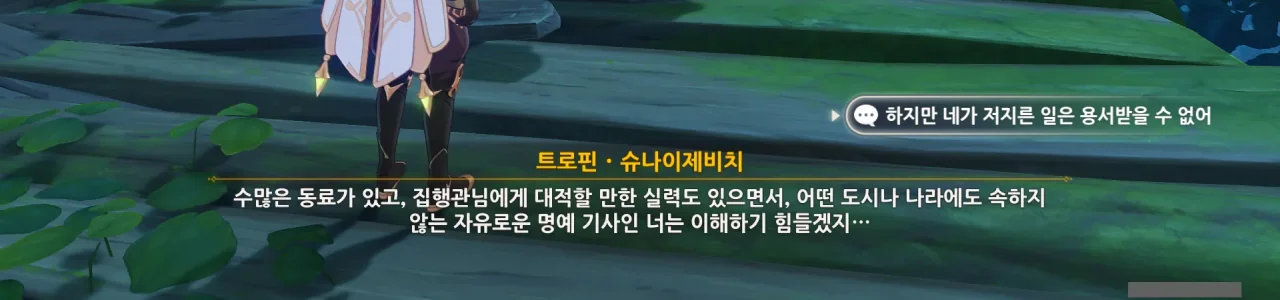 하지만 네가 저지른 일은 용서받을 수 없어
트로핀 · 슈나이제비치
수많은 동료가 있고, 집행관님에게 대적할 만한 실력도 있으면서, 어떤 도시나 나라에도 속하지
않는 자유로운 명예 기사인 너는 이해하기 힘들겠지…